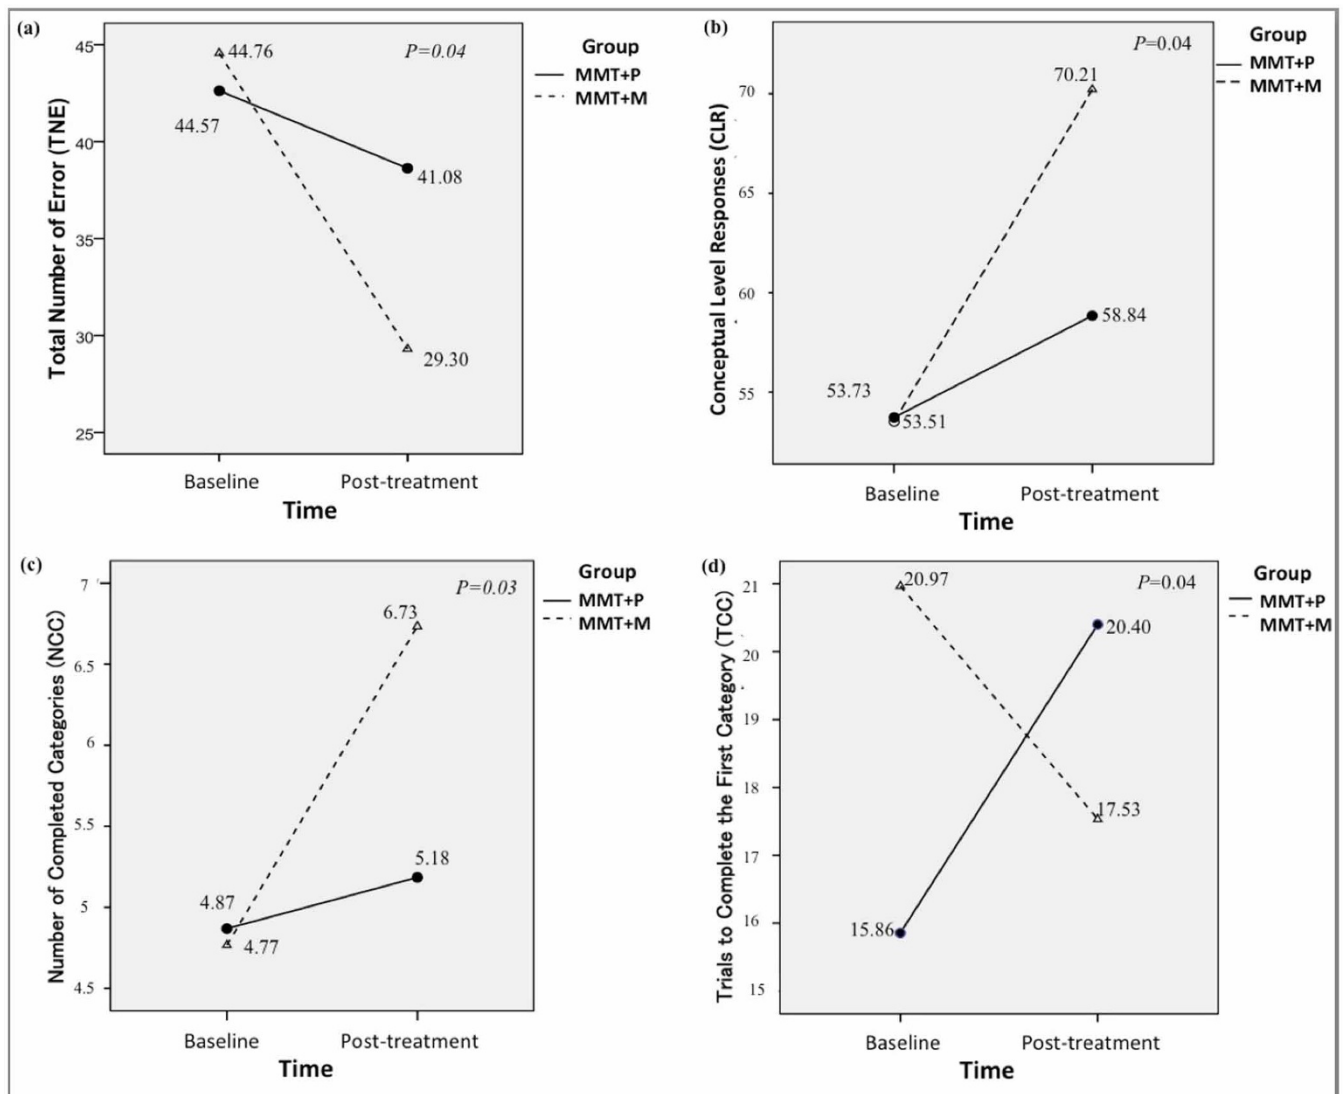 (a)
Total Number of Error (TNE)
45
40
35
30
25
44.76
44.57
41.08
29.30
P=0.04
Group
MMT+P
MMT+M
Baseline
Post-treatment
Time
(b)
Conceptual Level Responses (CLR)
70
65
60
55
70.21
58.84
53.73
53.51
P=0.04
Group
MMT+P
MMT+M
Baseline
Post-treatment
Time
(c)
Number of Completed Categories (NCC)
7
6.5
6
5.5
5
4.5
6.73
5.18
4.87
4.77
P=0.03
Group
MMT+P
MMT+M
Baseline
Post-treatment
Time
(d)
Trials to Complete the First Category (TCC)
21
20
19
18
17
16
15
20.97
20.40
17.53
15.86
P=0.04
Group
MMT+P
MMT+M
Baseline
Post-treatment
Time